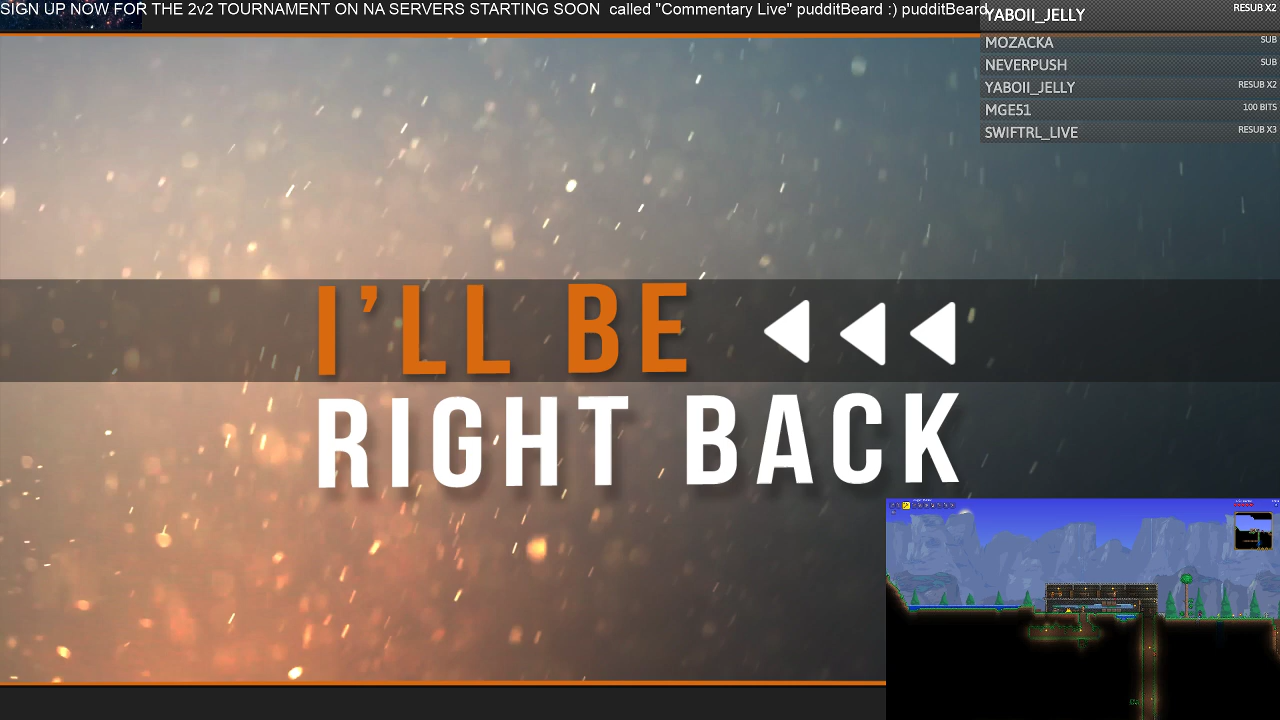 SIGN UP NOW FOR THE 2v2 TOURNAMENT ON NA SERVERS STARTING SOON called "Commentary Live" pudditBeard :) pudditBeard
YABOII_JELLY RESUB X2
MOZACKA SUB
NEVERPUSH SUB
YABOII_JELLY RESUB X2
MGE51 100 BITS
SWIFTRL_LIVE RESUB X3
I'LL BE
RIGHT BACK